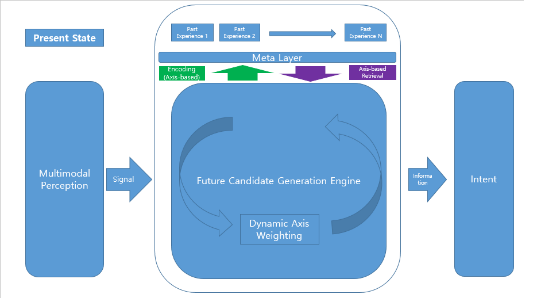 Present State
Past
Experience 1
Past
Experience 2
Past
Experience N
Meta Layer
Encoding
(Axis-based)
Axis-based
Retrieval
Multimodal
Perception
Signal
Future Candidate Generation Engine
Dynamic Axis
Weighting
Informa
tion
Intent